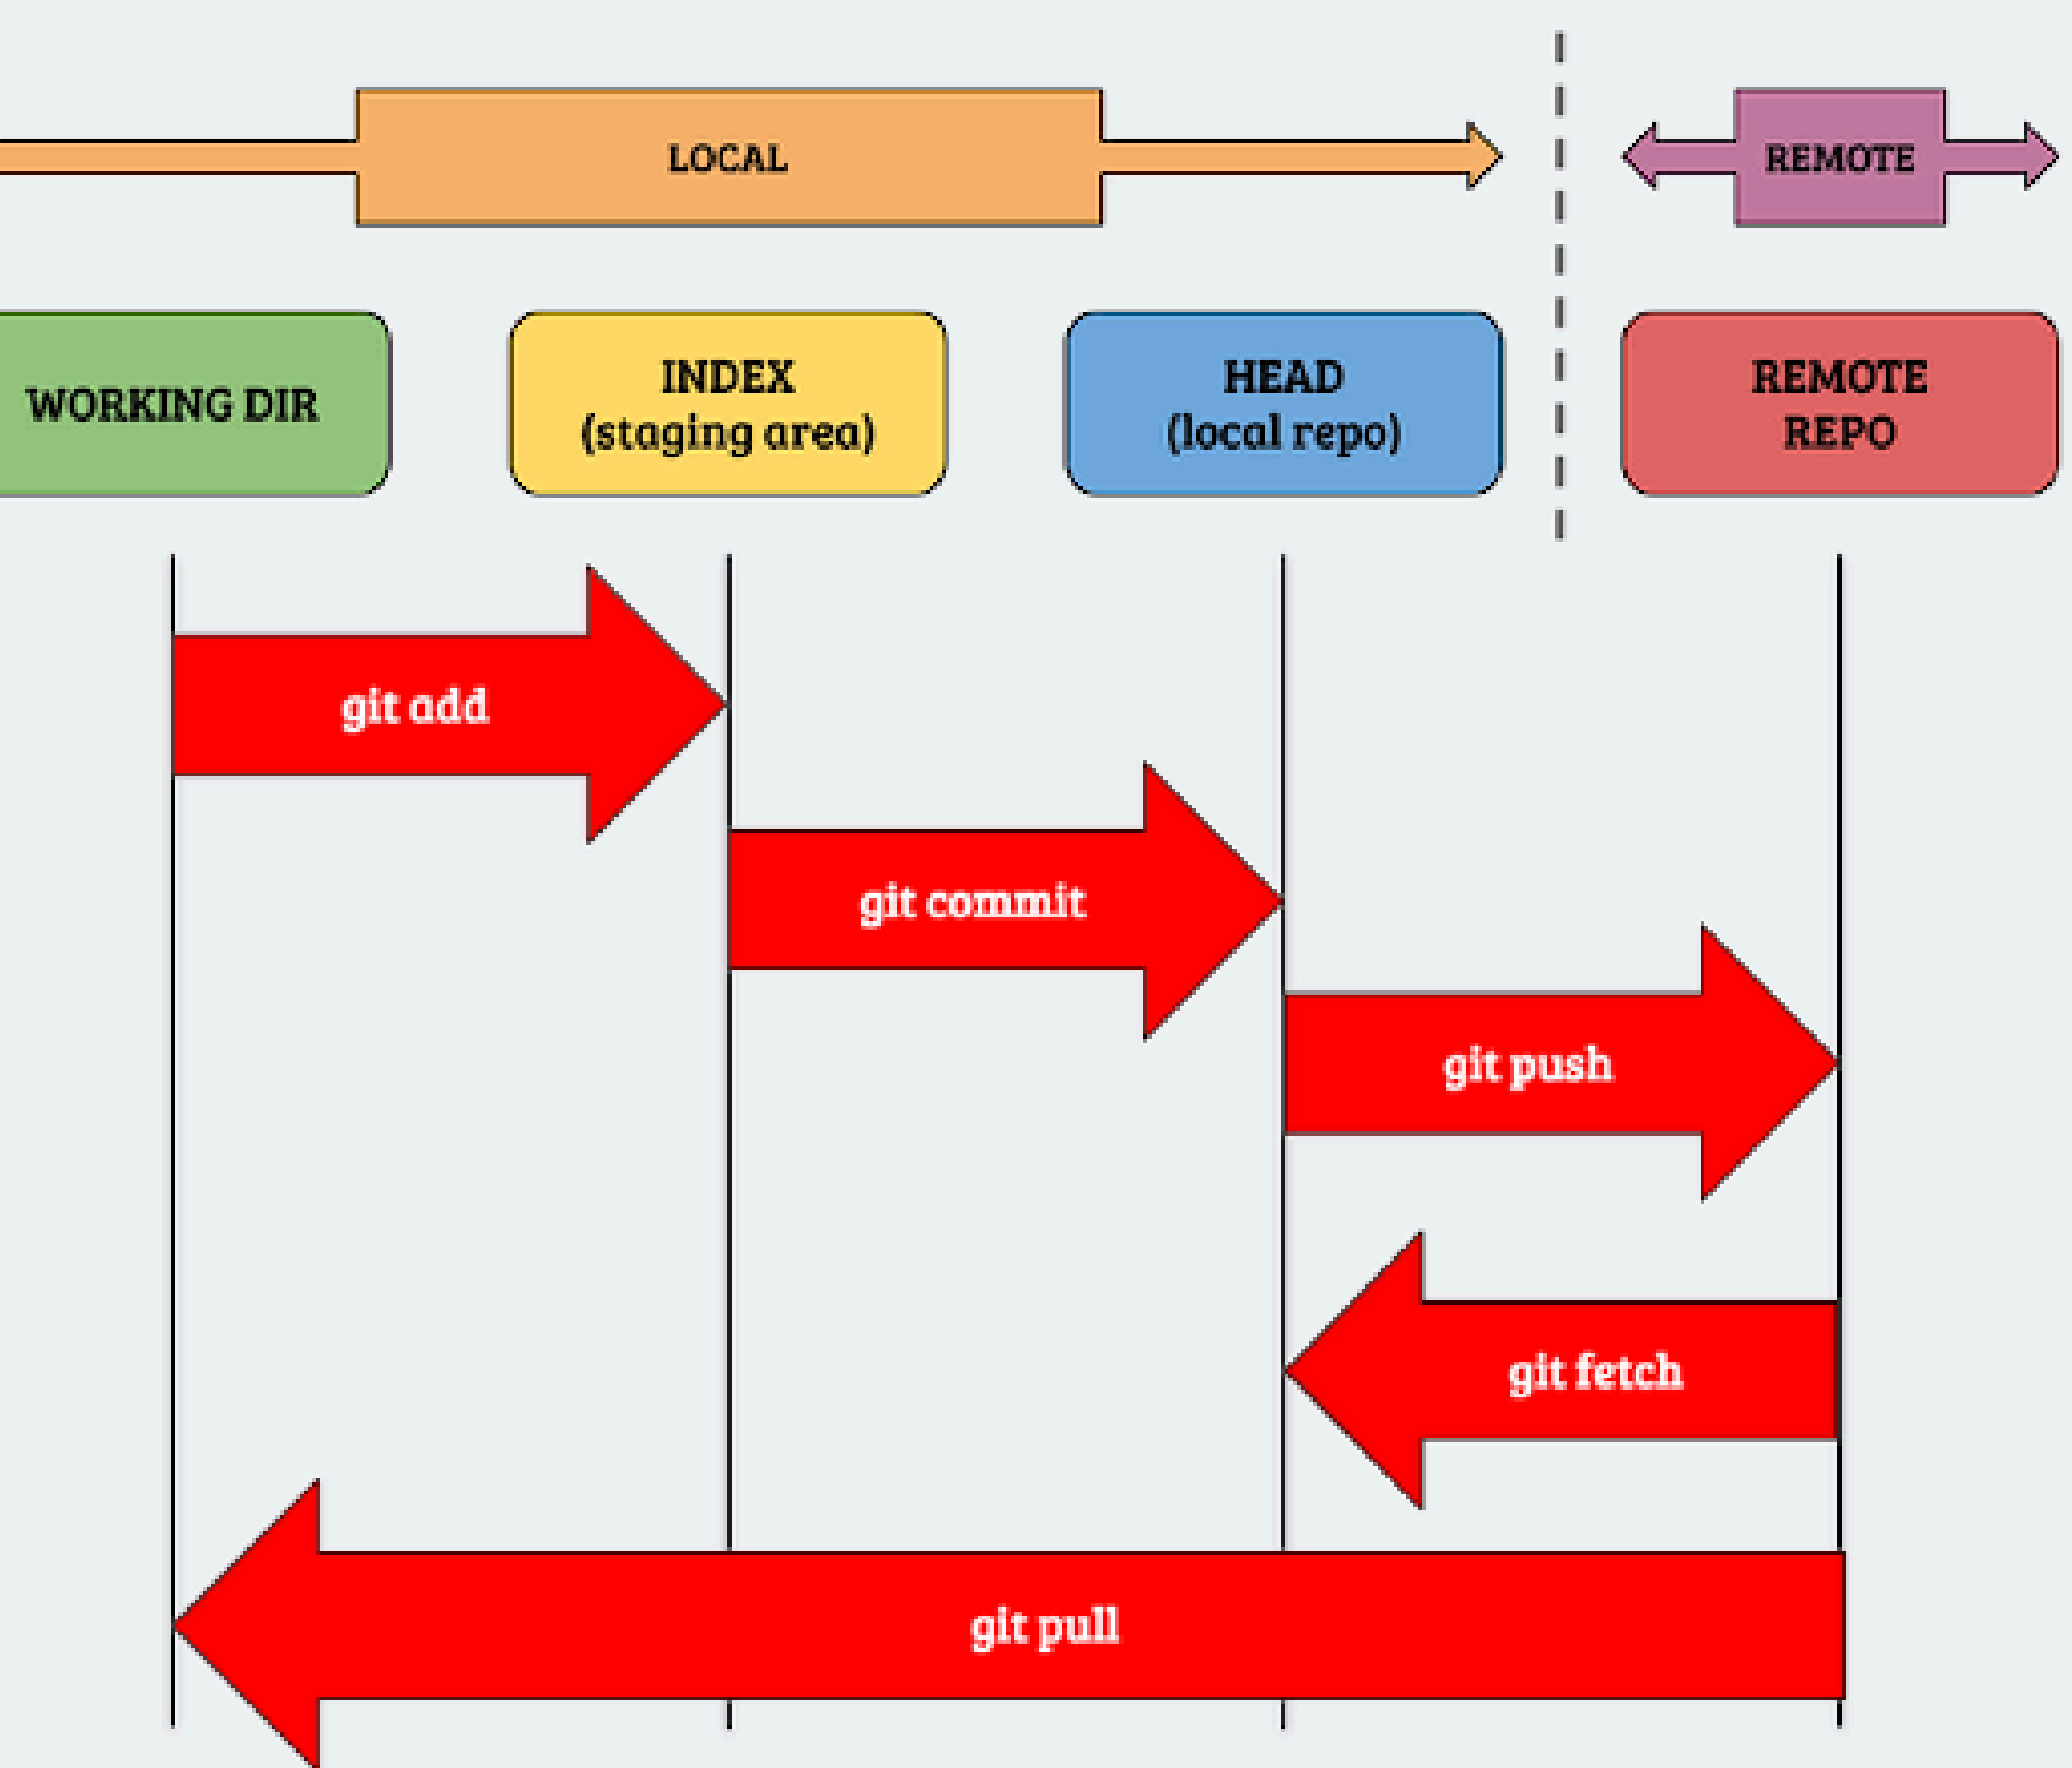 LOCAL
REMOTE
WORKING DIR
INDEX
(staging area)
HEAD
(local repo)
REMOTE
REPO
git add
git commit
git push
git fetch
git pull